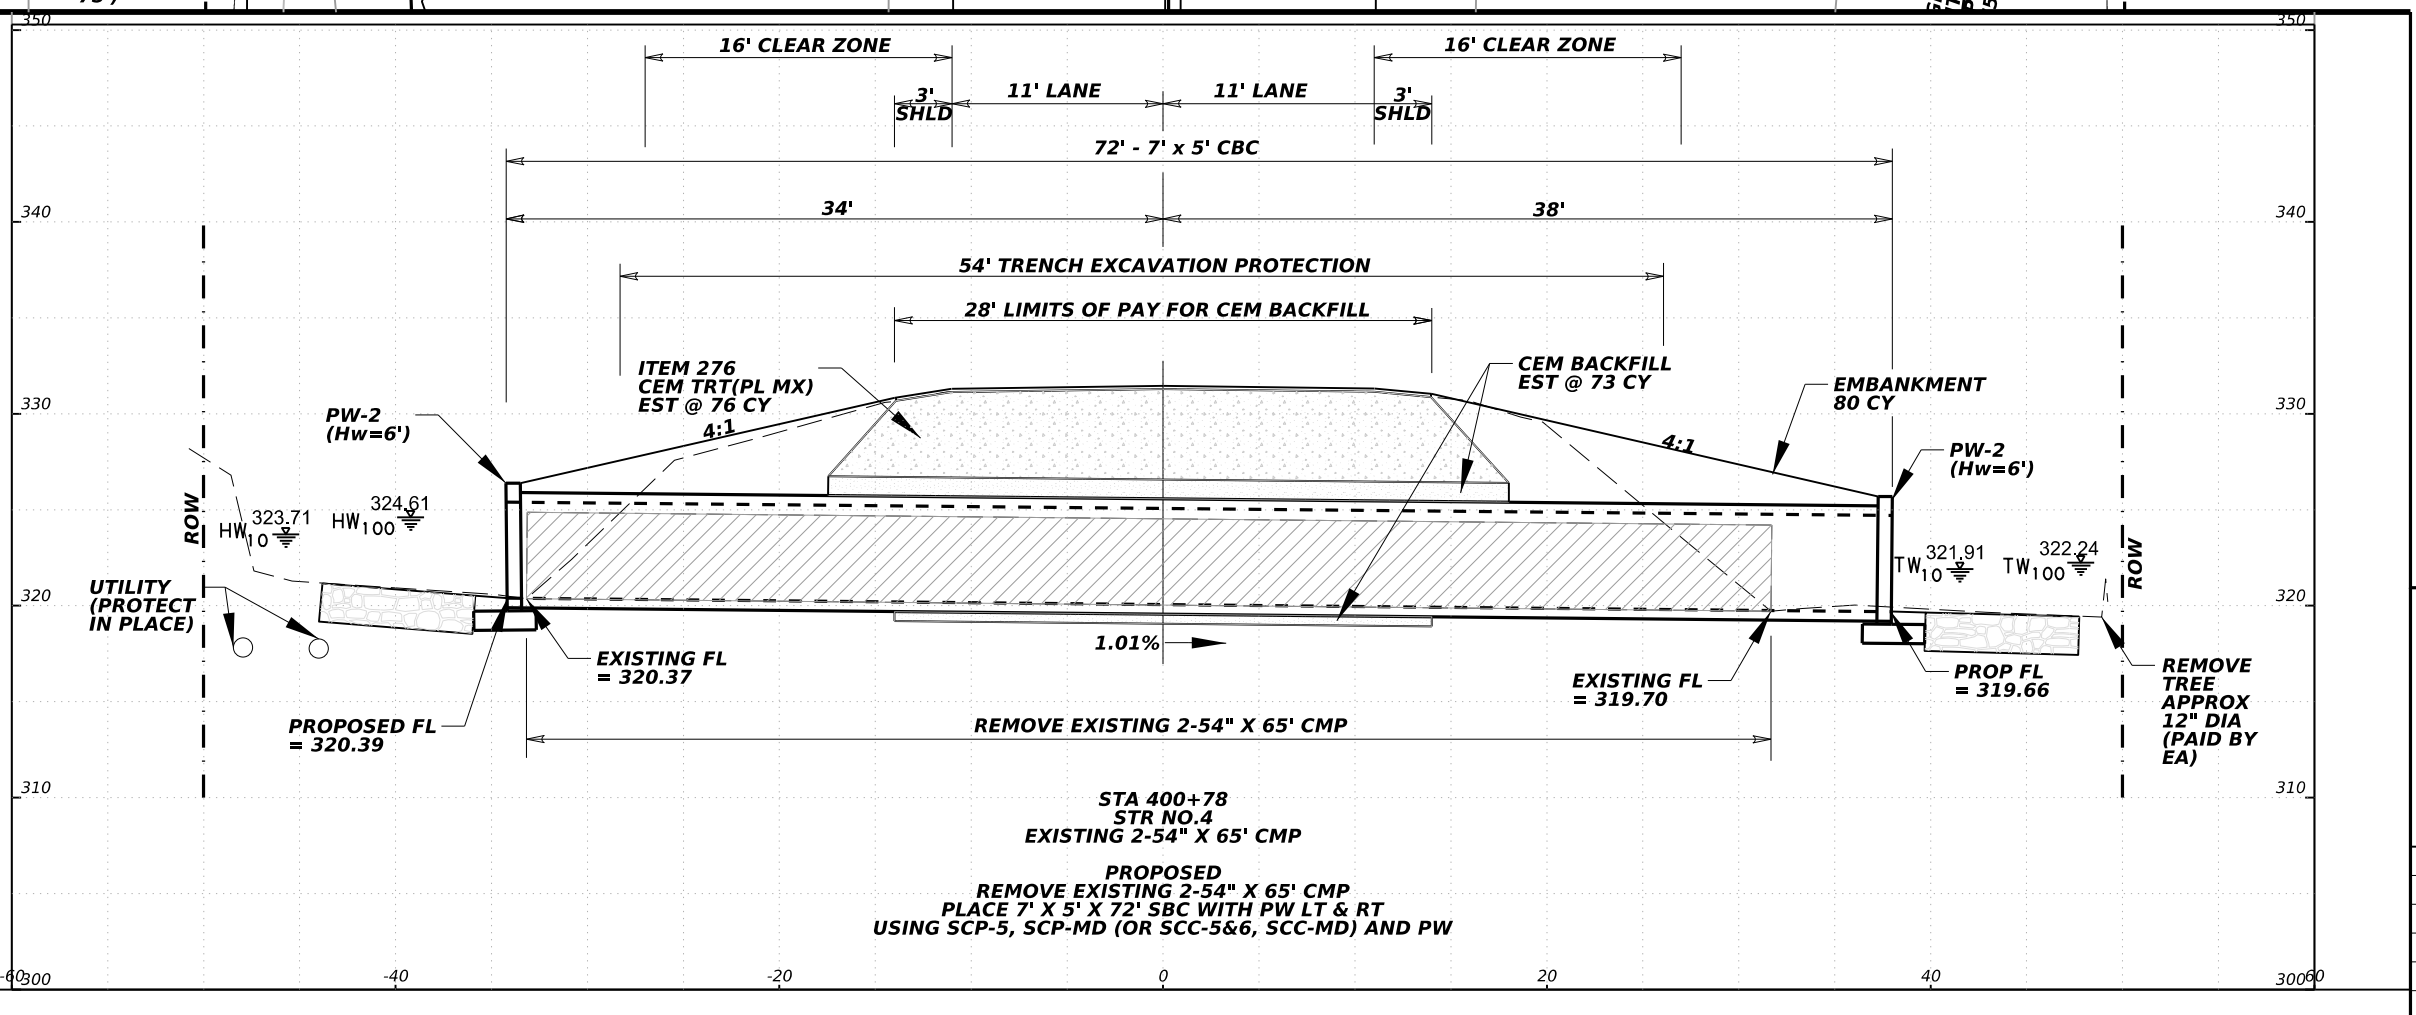 350
350
16' CLEAR ZONE
16' CLEAR ZONE
3'
SHLD
11' LANE
11' LANE
3'
SHLD
72' - 7' x 5' CBC
340
34'
38'
340
54' TRENCH EXCAVATION PROTECTION
28' LIMITS OF PAY FOR CEM BACKFILL
ITEM 276
CEM TRT(PL MX)
EST @ 76 CY
CEM BACKFILL
EST @ 73 CY
EMBANKMENT
80 CY
330
330
PW-2
(Hw=6')
4:1
4:1
PW-2
(Hw=6')
ROW
HW10 323.71
HW100 324.61
TW10 321.91
TW100 322.24
ROW
UTILITY
(PROTECT
IN PLACE)
320
320
1.01%
EXISTING FL
= 320.37
EXISTING FL
= 319.70
PROP FL
= 319.66
REMOVE
TREE
APPROX
12" DIA
(PAID BY
EA)
PROPOSED FL
= 320.39
REMOVE EXISTING 2-54" X 65' CMP
310
310
STA 400+78
STR NO.4
EXISTING 2-54" X 65' CMP
PROPOSED
REMOVE EXISTING 2-54" X 65' CMP
PLACE 7' X 5' X 72' SBC WITH PW LT & RT
USING SCP-5, SCP-MD (OR SCC-5&6, SCC-MD) AND PW
-60
300
-40
-20
0
20
40
300
60